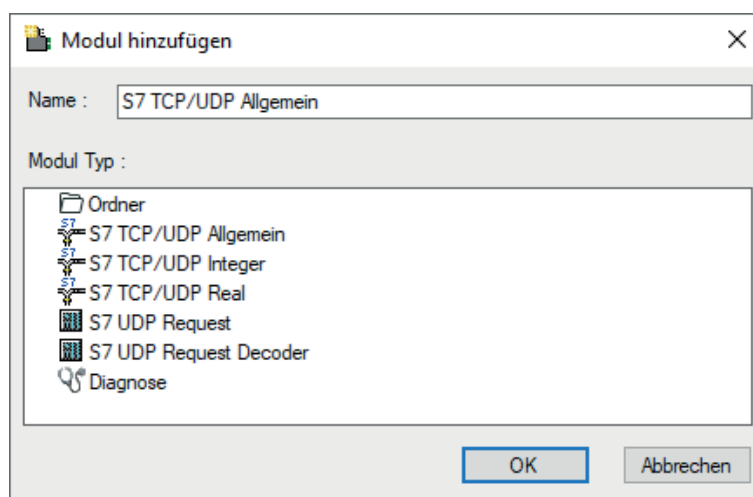 Modul hinzufügen
Name : S7 TCP/UDP Allgemein
Modul Typ :
Ordner
S7 TCP/UDP Allgemein
S7 TCP/UDP Integer
S7 TCP/UDP Real
S7 UDP Request
S7 UDP Request Decoder
Diagnose
OK Abbrechen